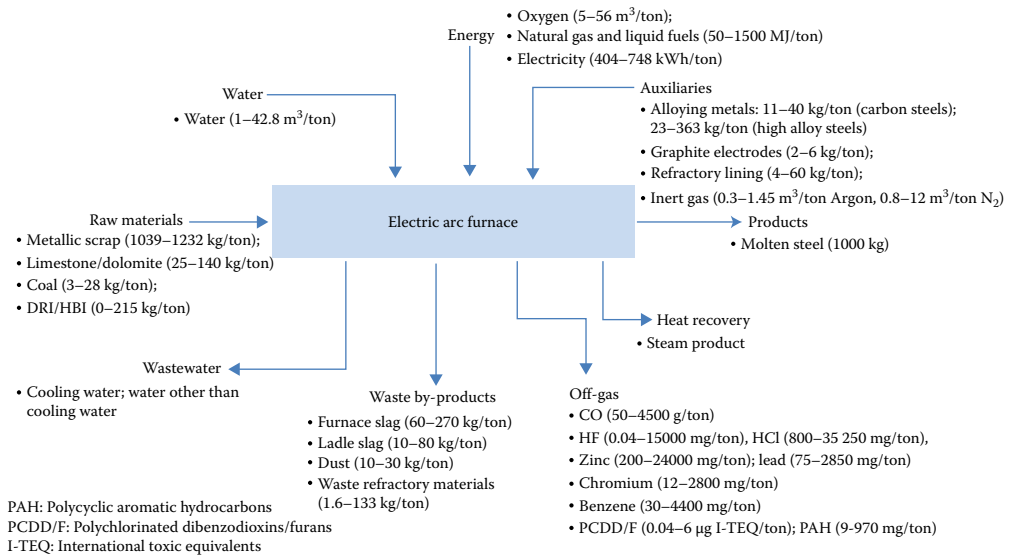 Energy
• Oxygen (5–56 m³/ton);
• Natural gas and liquid fuels (50–1500 MJ/ton)
• Electricity (404–748 kWh/ton)
Water
• Water (1–42.8 m³/ton)
Auxiliaries
• Alloying metals: 11–40 kg/ton (carbon steels);
23–363 kg/ton (high alloy steels)
• Graphite electrodes (2–6 kg/ton);
• Refractory lining (4–60 kg/ton);
• Inert gas (0.3–1.45 m³/ton Argon, 0.8–12 m³/ton N₂)
Raw materials
• Metallic scrap (1039–1232 kg/ton);
• Limestone/dolomite (25–140 kg/ton)
• Coal (3–28 kg/ton);
• DRI/HBI (0–215 kg/ton)
Electric arc furnace
Products
• Molten steel (1000 kg)
Heat recovery
• Steam product
Wastewater
• Cooling water; water other than
cooling water
Waste by-products
• Furnace slag (60–270 kg/ton)
• Ladle slag (10–80 kg/ton)
• Dust (10–30 kg/ton)
• Waste refractory materials
(1.6–133 kg/ton)
Off-gas
• CO (50–4500 g/ton)
• HF (0.04–15000 mg/ton), HCl (800–35 250 mg/ton),
• Zinc (200–24000 mg/ton); lead (75–2850 mg/ton)
• Chromium (12–2800 mg/ton)
• Benzene (30–4400 mg/ton)
• PCDD/F (0.04–6 µg I-TEQ/ton); PAH (9-970 mg/ton)
PAH: Polycyclic aromatic hydrocarbons
PCDD/F: Polychlorinated dibenzodioxins/furans
I-TEQ: International toxic equivalents